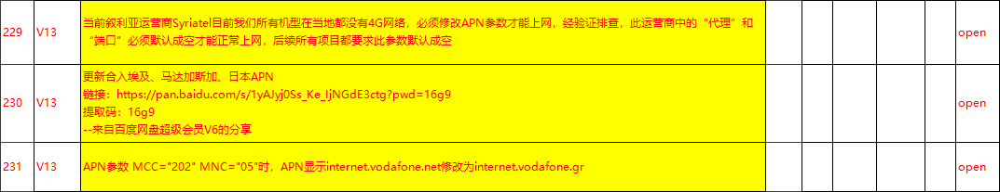 229 V13 当前叙利亚运营商Syriatel目前我们所有机型在当地都没有4G网络，必须修改APN参数才能上网，经验证排查，此运营商中的“代理”和 open
“端口”必须默认成空才能正常上网，后续所有项目都要求此参数默认成空
更新合入埃及、马达加斯加、日本APN
230 V13 链接：https://pan.baidu.com/s/1yAJyj0Ss_Ke_IjNGdE3ctg?pwd=16g9 open
提取码：16g9
--来自百度网盘超级会员V6的分享
231 V13 APN参数 MCC="202" MNC="05"时，APN显示internet.vodafone.net修改为internet.vodafone.gr open